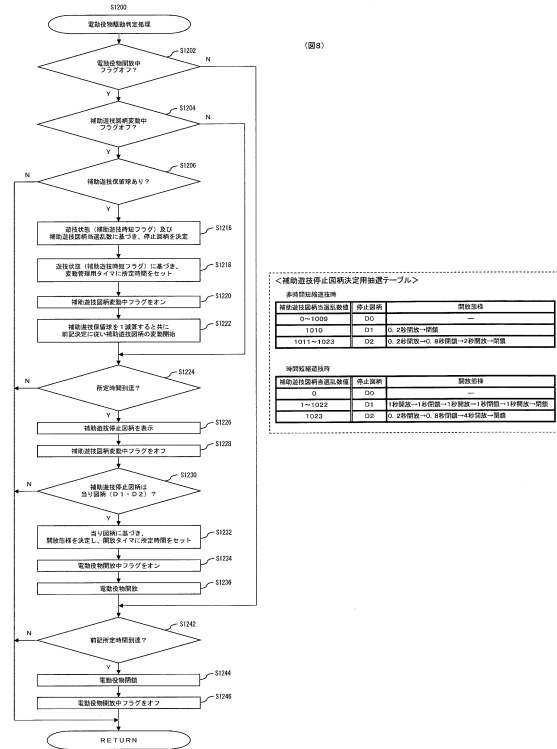 S1200
電動役物駆動判定処理
(図8)
S1202
電動役物開放中
フラグオフ？
N
Y
S1204
補助遊技図柄変動中
フラグオフ？
N
Y
S1206
補助遊技保留球あり？
N
Y
S1216
遊技状態（補助遊技時短フラグ）及び
補助遊技図柄当選乱数に基づき、停止図柄を決定
S1218
遊技状態（補助遊技時短フラグ）に基づき、
変動管理用タイマに所定時間をセット
S1220
補助遊技図柄変動中フラグをオン
S1222
補助遊技保留球を１減算すると共に
前記決定に従い補助遊技図柄の変動開始
S1224
所定時間到達？
N
Y
S1226
補助遊技停止図柄を表示
S1228
補助遊技図柄変動中フラグをオフ
S1230
補助遊技停止図柄は
当り図柄（Ｄ１・Ｄ２）？
N
Y
S1232
当り図柄に基づき、
開放態様を決定し、開放タイマに所定時間をセット
S1234
電動役物開放中フラグをオン
S1236
電動役物開放
S1242
前記所定時間到達？
N
Y
S1244
電動役物閉鎖
S1246
電動役物開放中フラグをオフ
ＲＥＴＵＲＮ
＜補助遊技停止図柄決定用抽選テーブル＞
非時間短縮遊技時
補助遊技図柄当選乱数値 停止図柄 開放態様
0～1009 D0 ―
1010 D1 0.2秒開放→閉鎖
1011～1023 D2 0.2秒開放→0.8秒閉鎖→2秒開放→閉鎖
時間短縮遊技時
補助遊技図柄当選乱数値 停止図柄 開放態様
0 D0 ―
1～1022 D1 1秒開放→1秒閉鎖→1秒開放→1秒閉鎖→1秒開放→閉鎖
1023 D2 0.2秒開放→0.8秒閉鎖→4秒開放→閉鎖